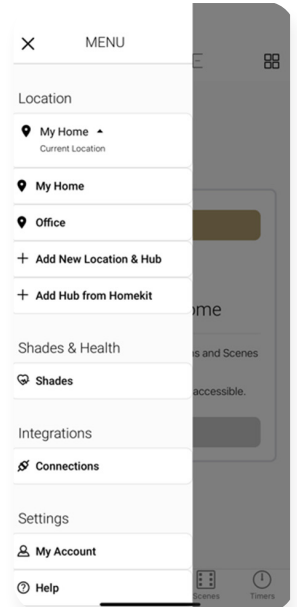 MENU
Location
My Home
Current Location
My Home
Office
Add New Location & Hub
Add Hub from Homekit
Shades & Health
Shades
Integrations
Connections
Settings
My Account
Help
E
ome
s and Scenes
accessible.
Scenes
Timers